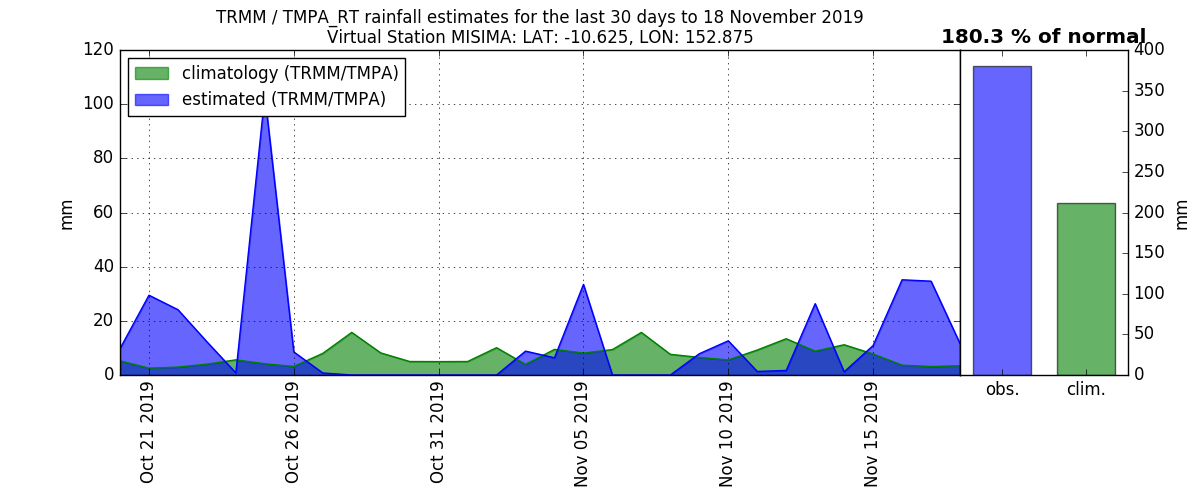 TRMM / TMPA_RT rainfall estimates for the last 30 days to 18 November 2019
Virtual Station MISIMA: LAT: -10.625, LON: 152.875
180.3 % of normal
climatology (TRMM/TMPA)
estimated (TRMM/TMPA)
mm
120
100
80
60
40
20
0
Oct 21 2019
Oct 26 2019
Oct 31 2019
Nov 05 2019
Nov 10 2019
Nov 15 2019
obs.
clim.
400
350
300
250
200
150
100
50
0
mm